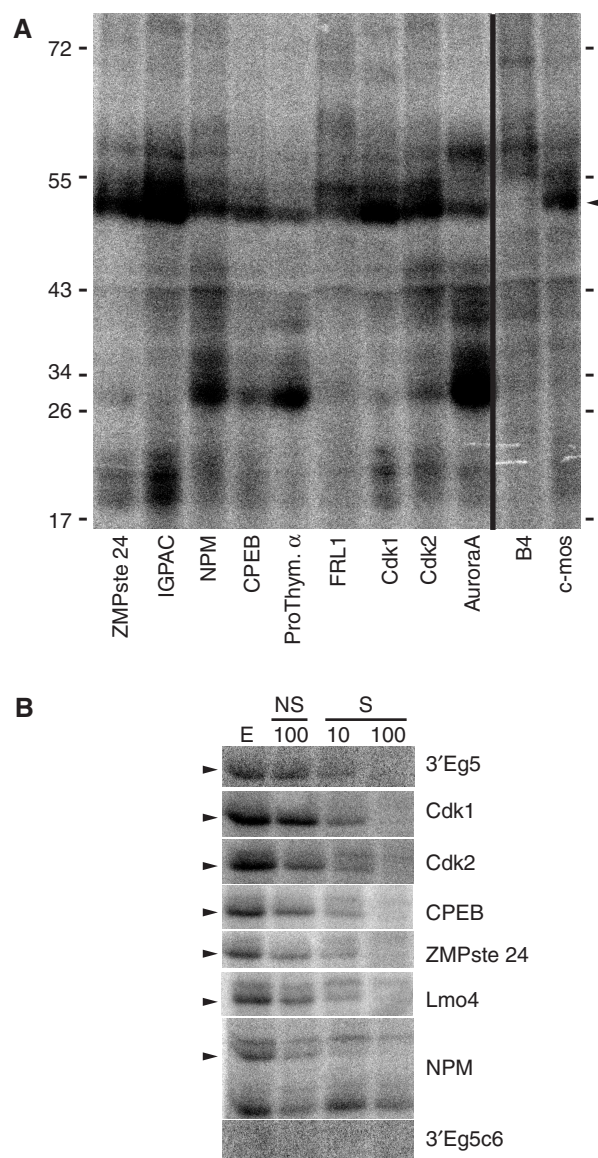 A
72
55
43
34
26
17
ZMPste 24
IGPAC
NPM
CPEB
ProThym. α
FRL1
Cdk1
Cdk2
AuroraA
B4
c-mos
B
NS S
E 100 10 100
3′Eg5
Cdk1
Cdk2
CPEB
ZMPste 24
Lmo4
NPM
3′Eg5c6